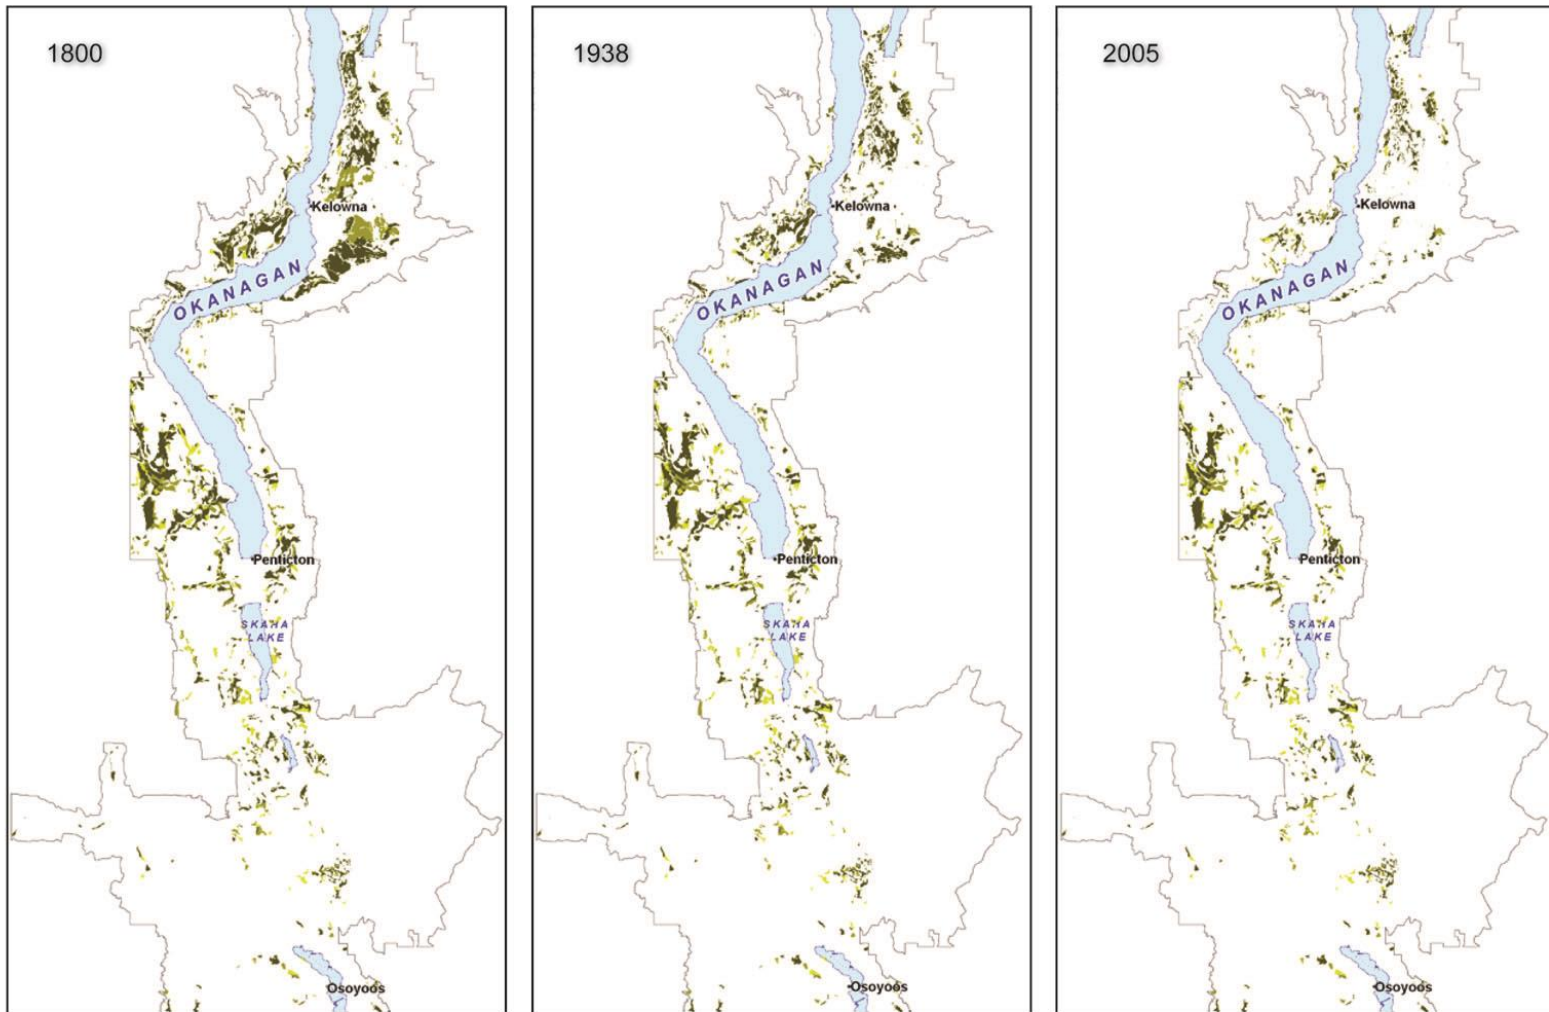 1800
Kelowna
OKANAGAN
Penticton
SKAHA
LAKE
Osoyoos
1938
Kelowna
OKANAGAN
Penticton
SKAHA
LAKE
Osoyoos
2005
Kelowna
OKANAGAN
Penticton
SKAHA
LAKE
Osoyoos